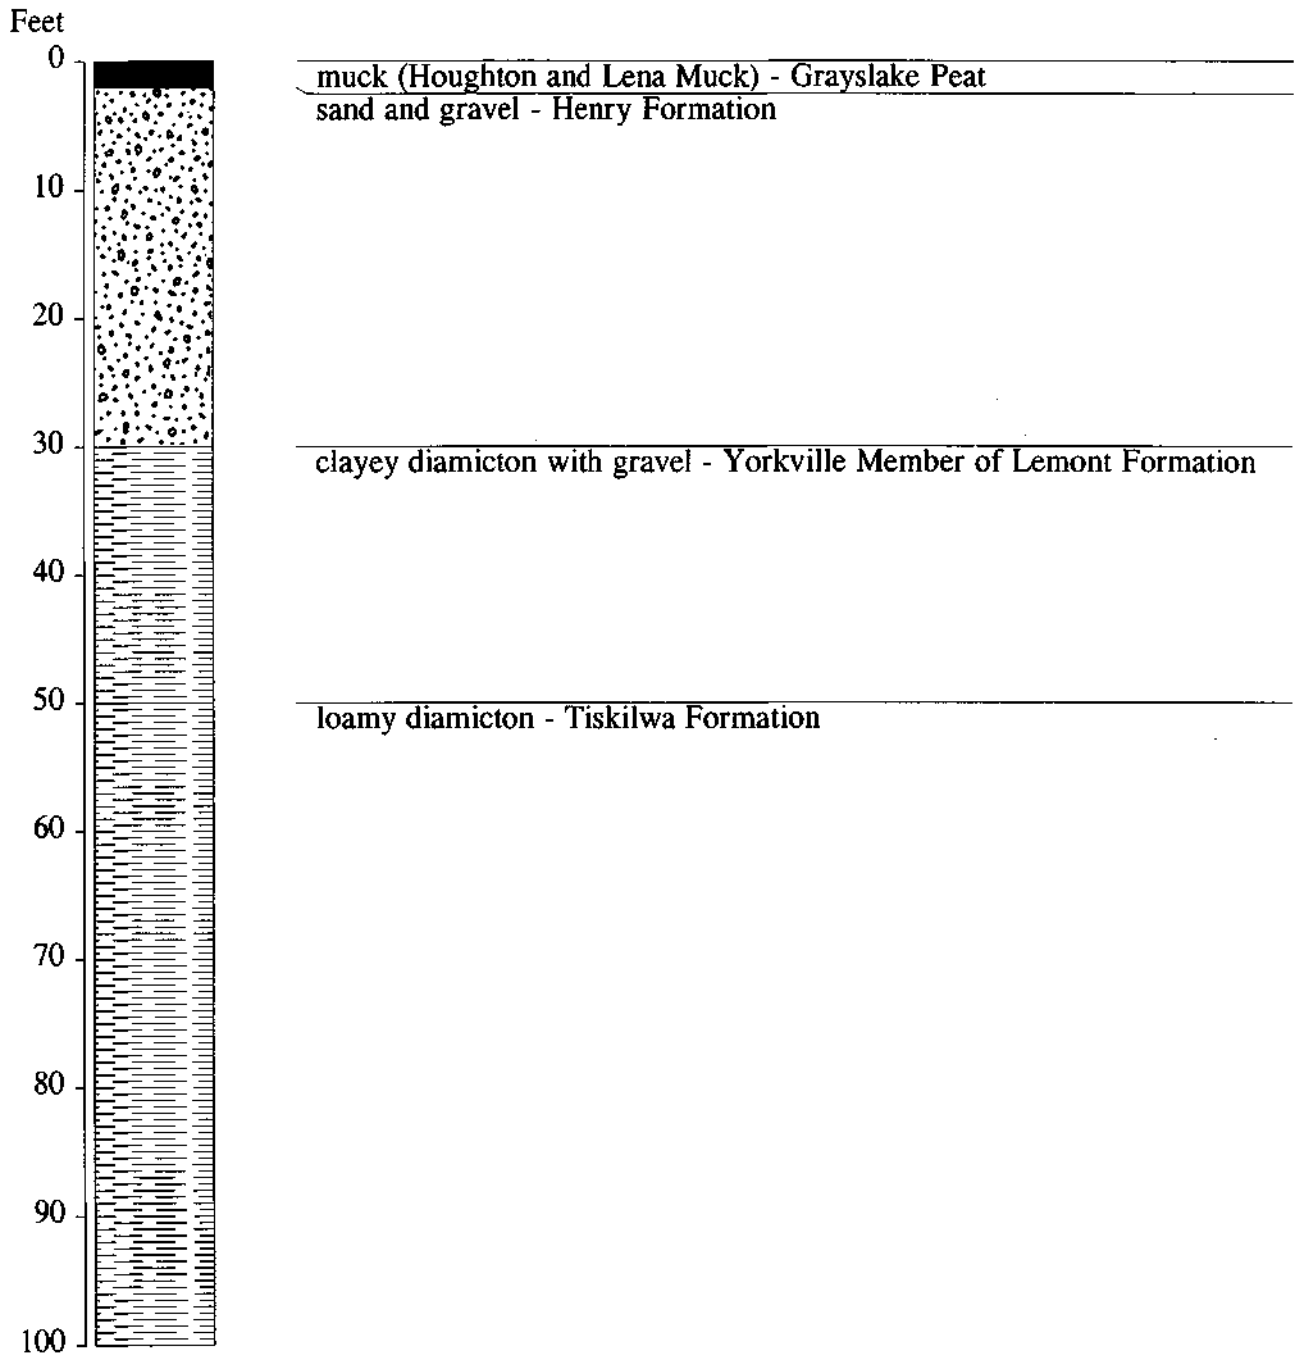 Feet
0
muck (Houghton and Lena Muck) - Grayslake Peat
sand and gravel - Henry Formation
10
20
30
clayey diamicton with gravel - Yorkville Member of Lemont Formation
40
50
loamy diamicton - Tiskilwa Formation
60
70
80
90
100